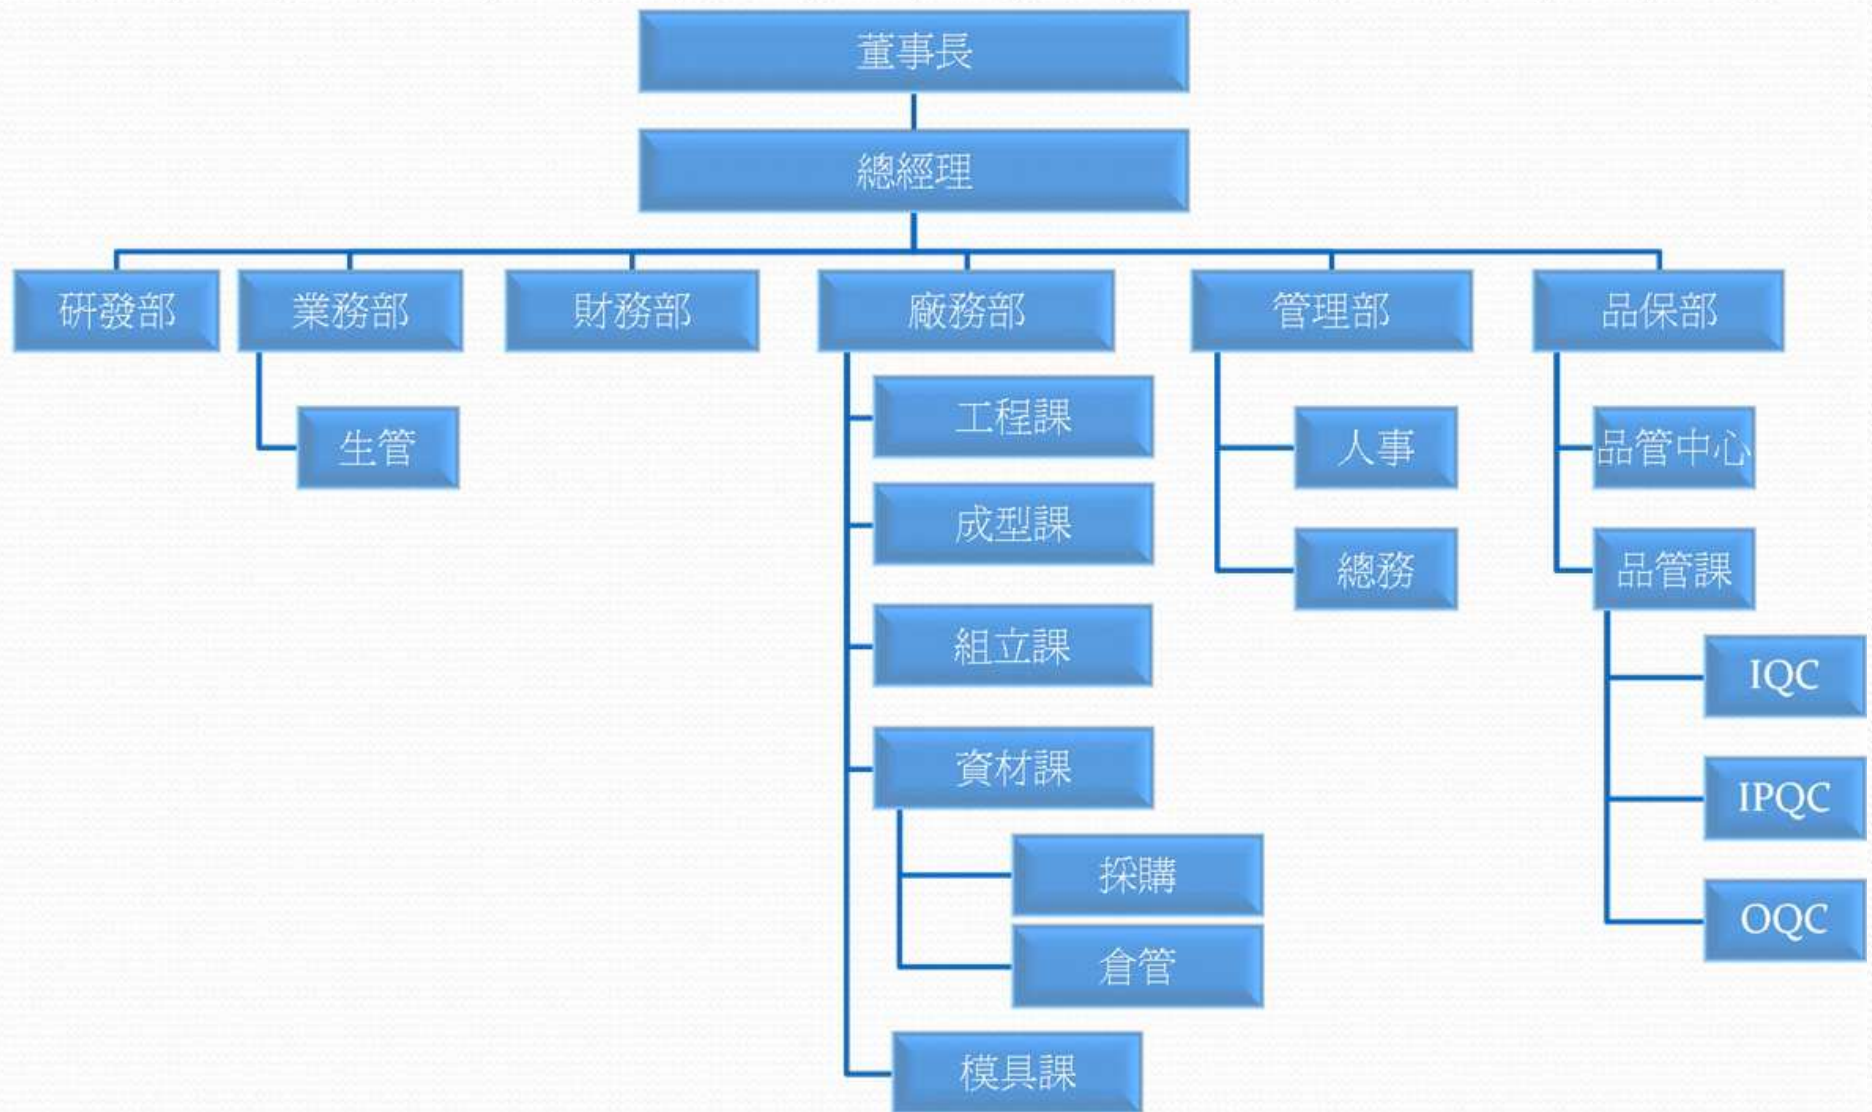 董事長
總經理
研發部
業務部
財務部
廠務部
管理部
品保部
生管
工程課
成型課
組立課
資材課
採購
倉管
模具課
人事
總務
品管中心
品管課
IQC
IPQC
OQC